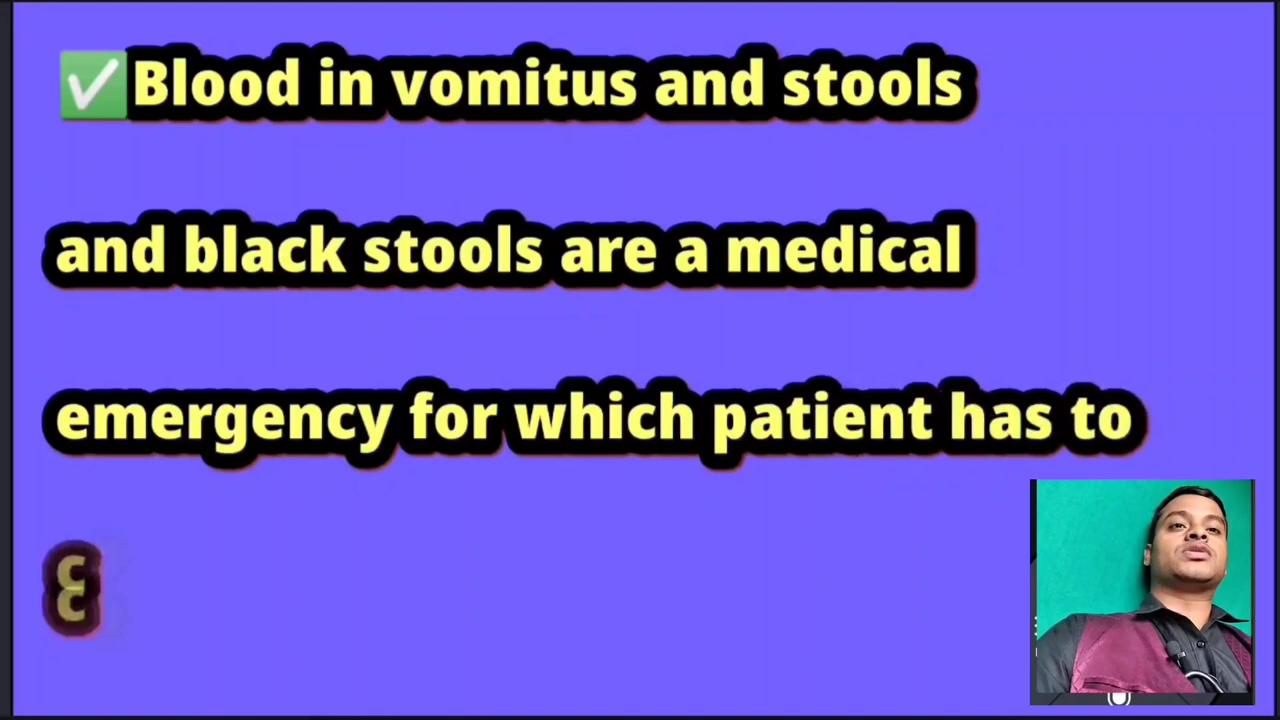 ✅Blood in vomitus and stools
and black stools are a medical
emergency for which patient has to